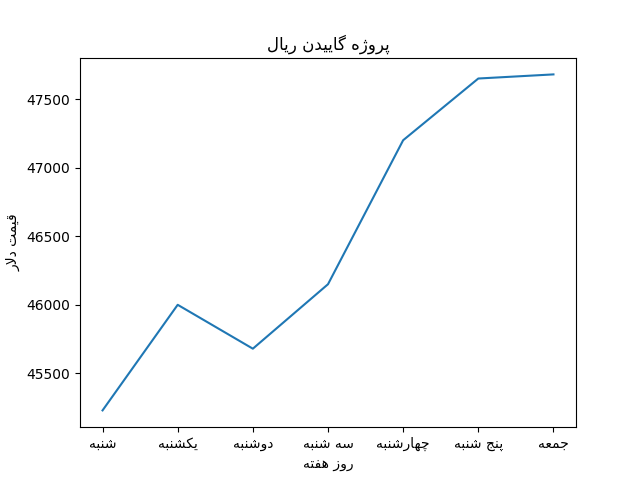 پروژه گاییدن ریال
47500
47000
46500
46000
45500
قیمت دلار
شنبه
یکشنبه
دوشنبه
سه شنبه
چهارشنبه
پنج شنبه
جمعه
روز هفته